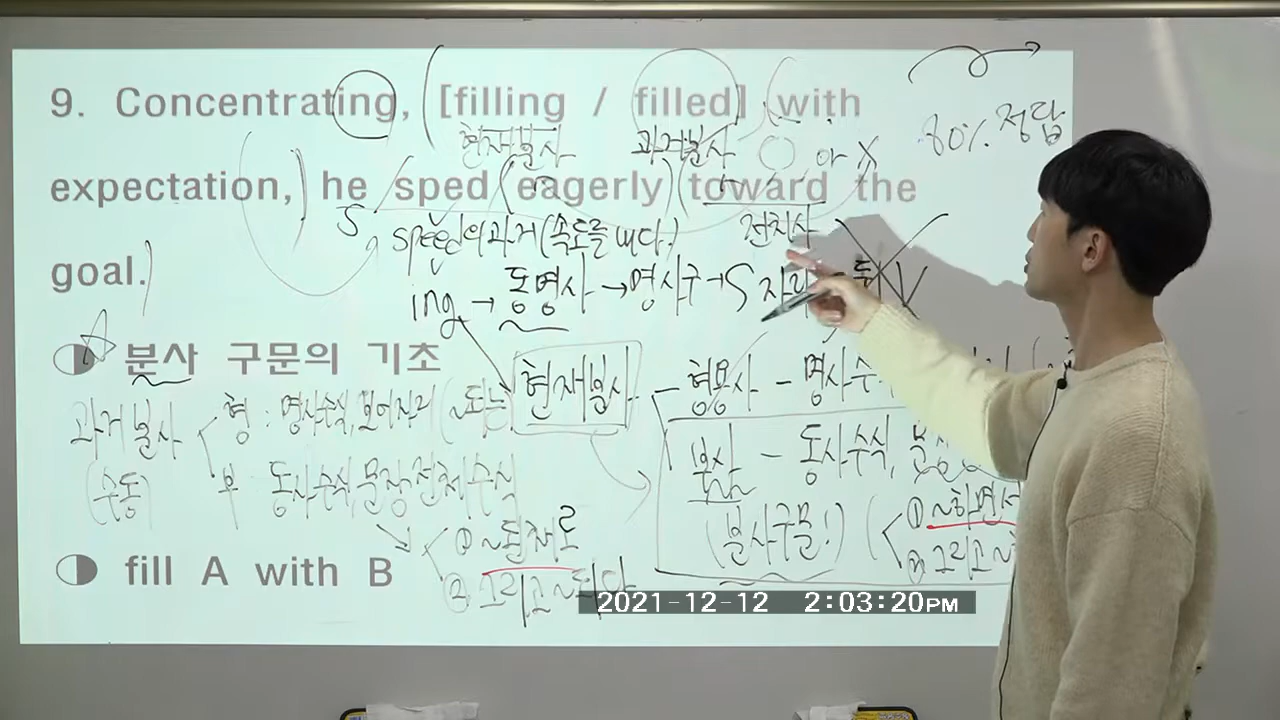 9. Concentrating, [filling / filled] with
현재분사 과거분사 or X 80% 정답
expectation, he sped eagerly toward the
S speed의 과거 (속도를 내다.) 전치사
goal.
ing → 동명사 → 명사구 → S 자리
분사 구문의 기초
현재분사 - 형용사 - 명사수식
과거분사 형 : 명사수식, 보어자리 (~되는
(수동) 부 : 동사수식, 문장전체수식
부사 - 동사수식,
(분사구문!) ① ~하면서
① ~된채로 ② 그리고
fill A with B
② 그리고 ~되다
2021-12-12 2:03:20PM